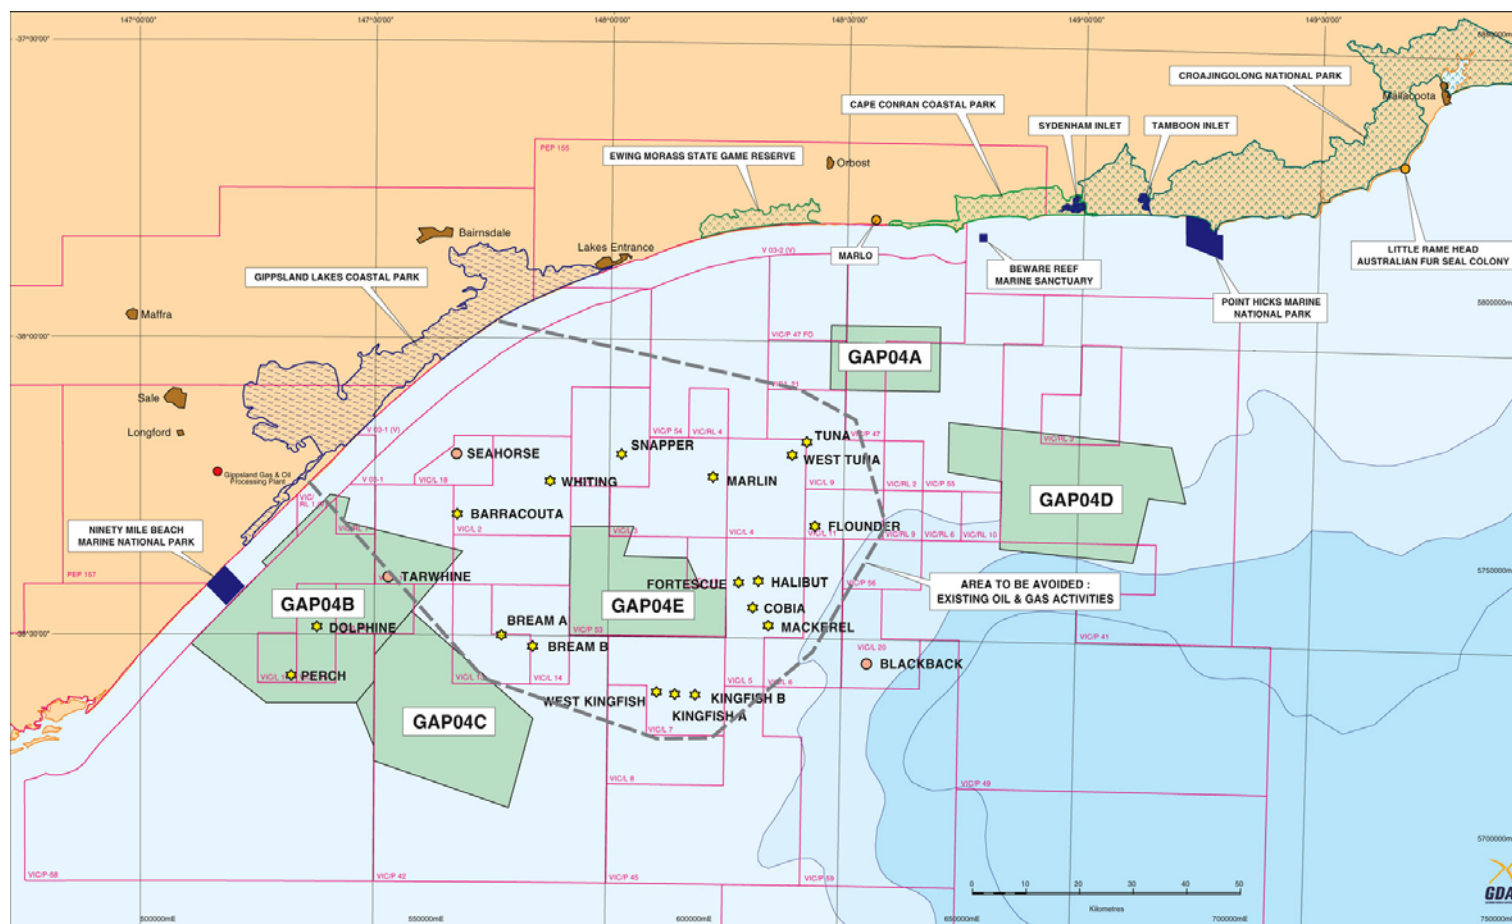 147°00'00"
147°30'00"
148°00'00"
148°30'00"
149°00'00"
149°30'00"
-37°30'00"
CROAJINGOLONG NATIONAL PARK
Mallacoota
CAPE CONRAN COASTAL PARK
SYDENHAM INLET
TAMBOON INLET
PEP 155
EWING MORASS STATE GAME RESERVE
Orbost
Bairnsdale
Lakes Entrance
V 03-2 (V)
MARLO
LITTLE RAME HEAD
AUSTRALIAN FUR SEAL COLONY
GIPPSLAND LAKES COASTAL PARK
BEWARE REEF
MARINE SANCTUARY
POINT HICKS MARINE
NATIONAL PARK
5800000m
Maffra
-38°00'00"
VIC/P 47 FO
GAP04A
Sale
Longford
V 03-1 (V)
VIC/P 54
VIC/RL 4
VIC/P 47
TUNA
SNAPPER
WEST TUNA
SEAHORSE
Gippsland Gas & Oil
Processing Plant
V 03-1
VIC/L 18
WHITING
MARLIN
VIC/L 9
VIC/RL 2
VIC/P 55
GAP04D
VIC/
BARRACOUTA
VIC/L 2
VIC/L 4
FLOUNDER
VIC/L 11
VIC/RL 9
VIC/RL 6
VIC/RL 10
NINETY MILE BEACH
MARINE NATIONAL PARK
PEP 157
TARWHINE
FORTESCUE
HALIBUT
VIC/P 56
AREA TO BE AVOIDED :
EXISTING OIL & GAS ACTIVITIES
5750000m
GAP04B
GAP04E
COBIA
DOLPHINE
BREAM A
MACKEREL
VIC/P 53
VIC/P 41
BREAM B
VIC/L 20
BLACKBACK
PERCH
VIC/L 14
VIC/L 5
VIC/L 6
WEST KINGFISH
KINGFISH B
KINGFISH A
GAP04C
VIC/L 7
VIC/L 8
VIC/P 49
5700000m
VIC/P-58
VIC/P 42
VIC/P 45
VIC/P 59
0
10
20
30
40
50
Kilometres
GDA
500000mE
550000mE
600000mE
650000mE
700000mE